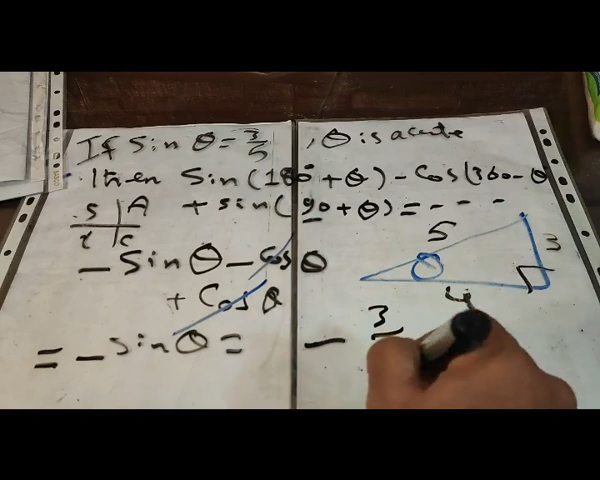 If sin θ = 3/5 , θ is acute
then sin(180 + θ) - cos(360 - θ
+ sin(90 + θ) = - - - -
S A
t c
5
3
4
θ
- sin θ - cos θ
+ cos θ
= - sin θ = - 3